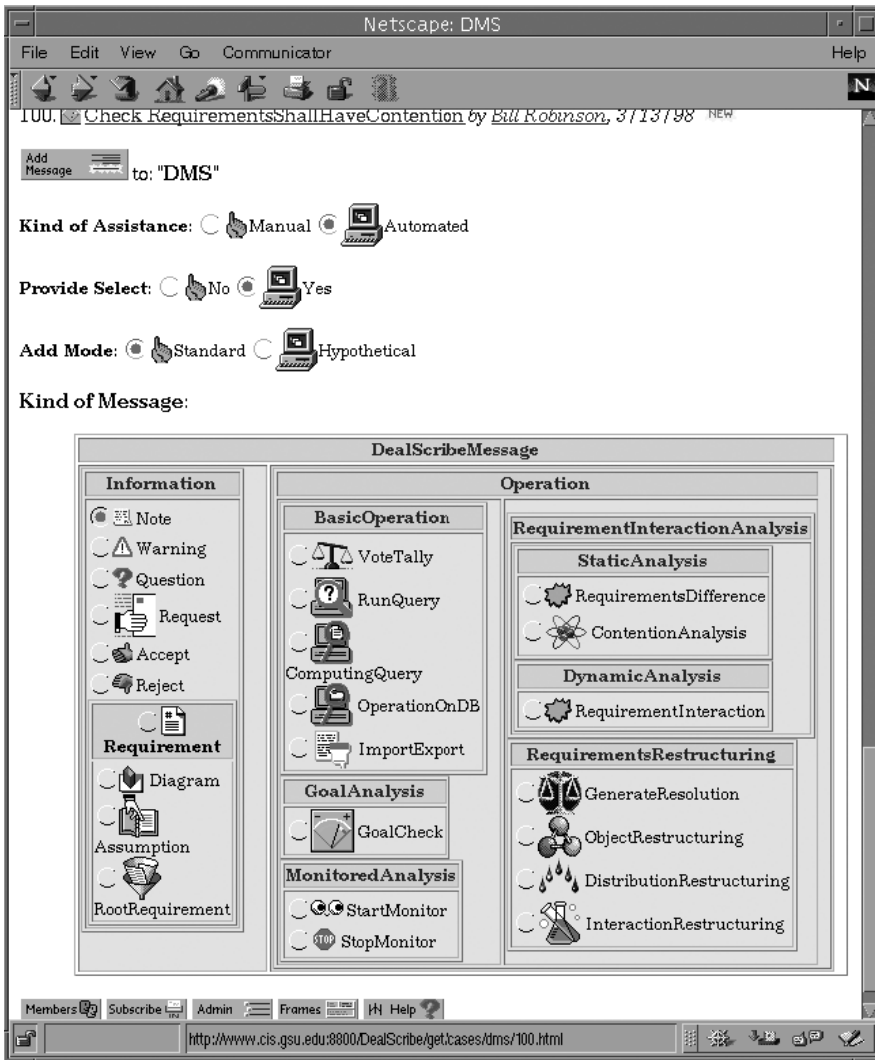 Netscape: DMS
File Edit View Go Communicator Help
N
100. Check RequirementsShallHaveContention by Bill Robinson, 3/13/98 NEW
Add Message to: "DMS"
Kind of Assistance: Manual Automated
Provide Select: No Yes
Add Mode: Standard Hypothetical
Kind of Message:
DealScribeMessage
Information
Note
Warning
Question
Request
Accept
Reject
Requirement
Diagram
Assumption
RootRequirement
Operation
BasicOperation
VoteTally
RunQuery
ComputingQuery
OperationOnDB
ImportExport
GoalAnalysis
GoalCheck
MonitoredAnalysis
StartMonitor
STOP StopMonitor
RequirementInteractionAnalysis
StaticAnalysis
RequirementsDifference
ContentionAnalysis
DynamicAnalysis
RequirementInteraction
RequirementsRestructuring
GenerateResolution
ObjectRestructuring
DistributionRestructuring
InteractionRestructuring
Members Subscribe Admin Frames Help
http://www.cis.gsu.edu:8800/DealScribe/get/cases/dms/100.html